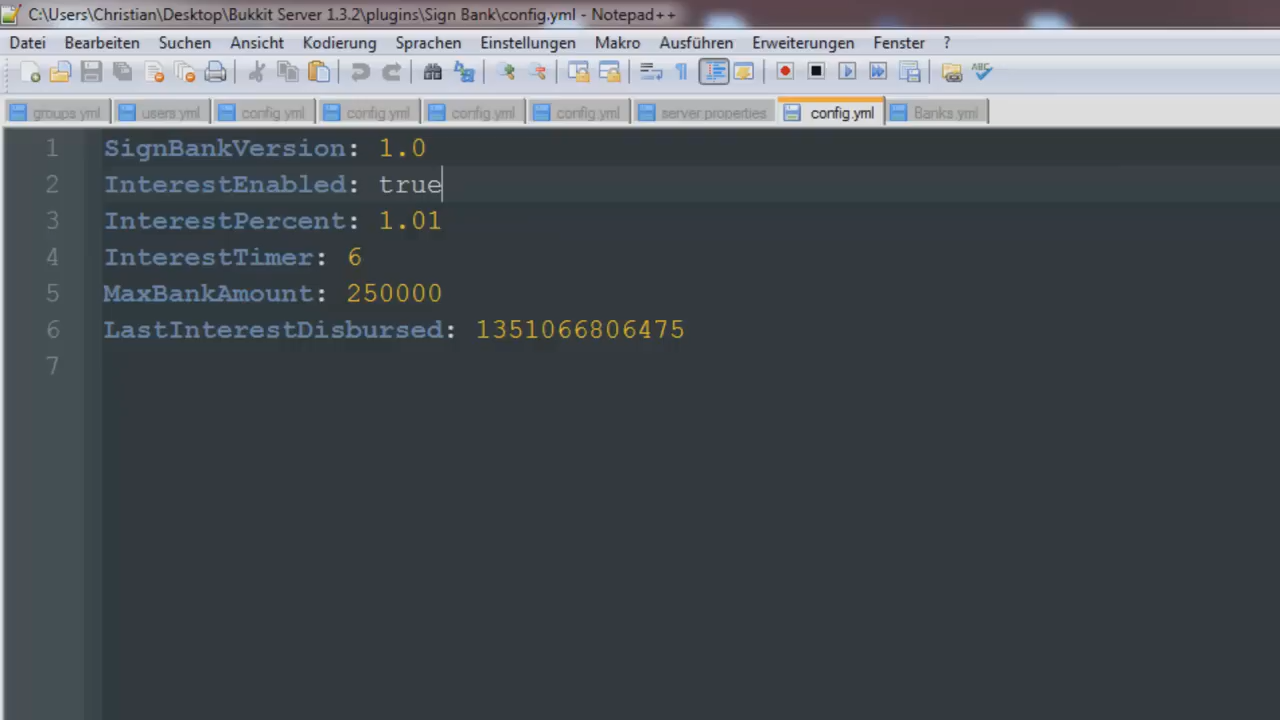 C:\Users\Christian\Desktop\Bukkit Server 1.3.2\plugins\Sign Bank\config.yml - Notepad++
Datei Bearbeiten Suchen Ansicht Kodierung Sprachen Einstellungen Makro Ausführen Erweiterungen Fenster ?
groups.yml users.yml config.yml config.yml config.yml config.yml server.properties config.yml Banks.yml
1 SignBankVersion: 1.0
2 InterestEnabled: true
3 InterestPercent: 1.01
4 InterestTimer: 6
5 MaxBankAmount: 250000
6 LastInterestDisbursed: 1351066806475
7